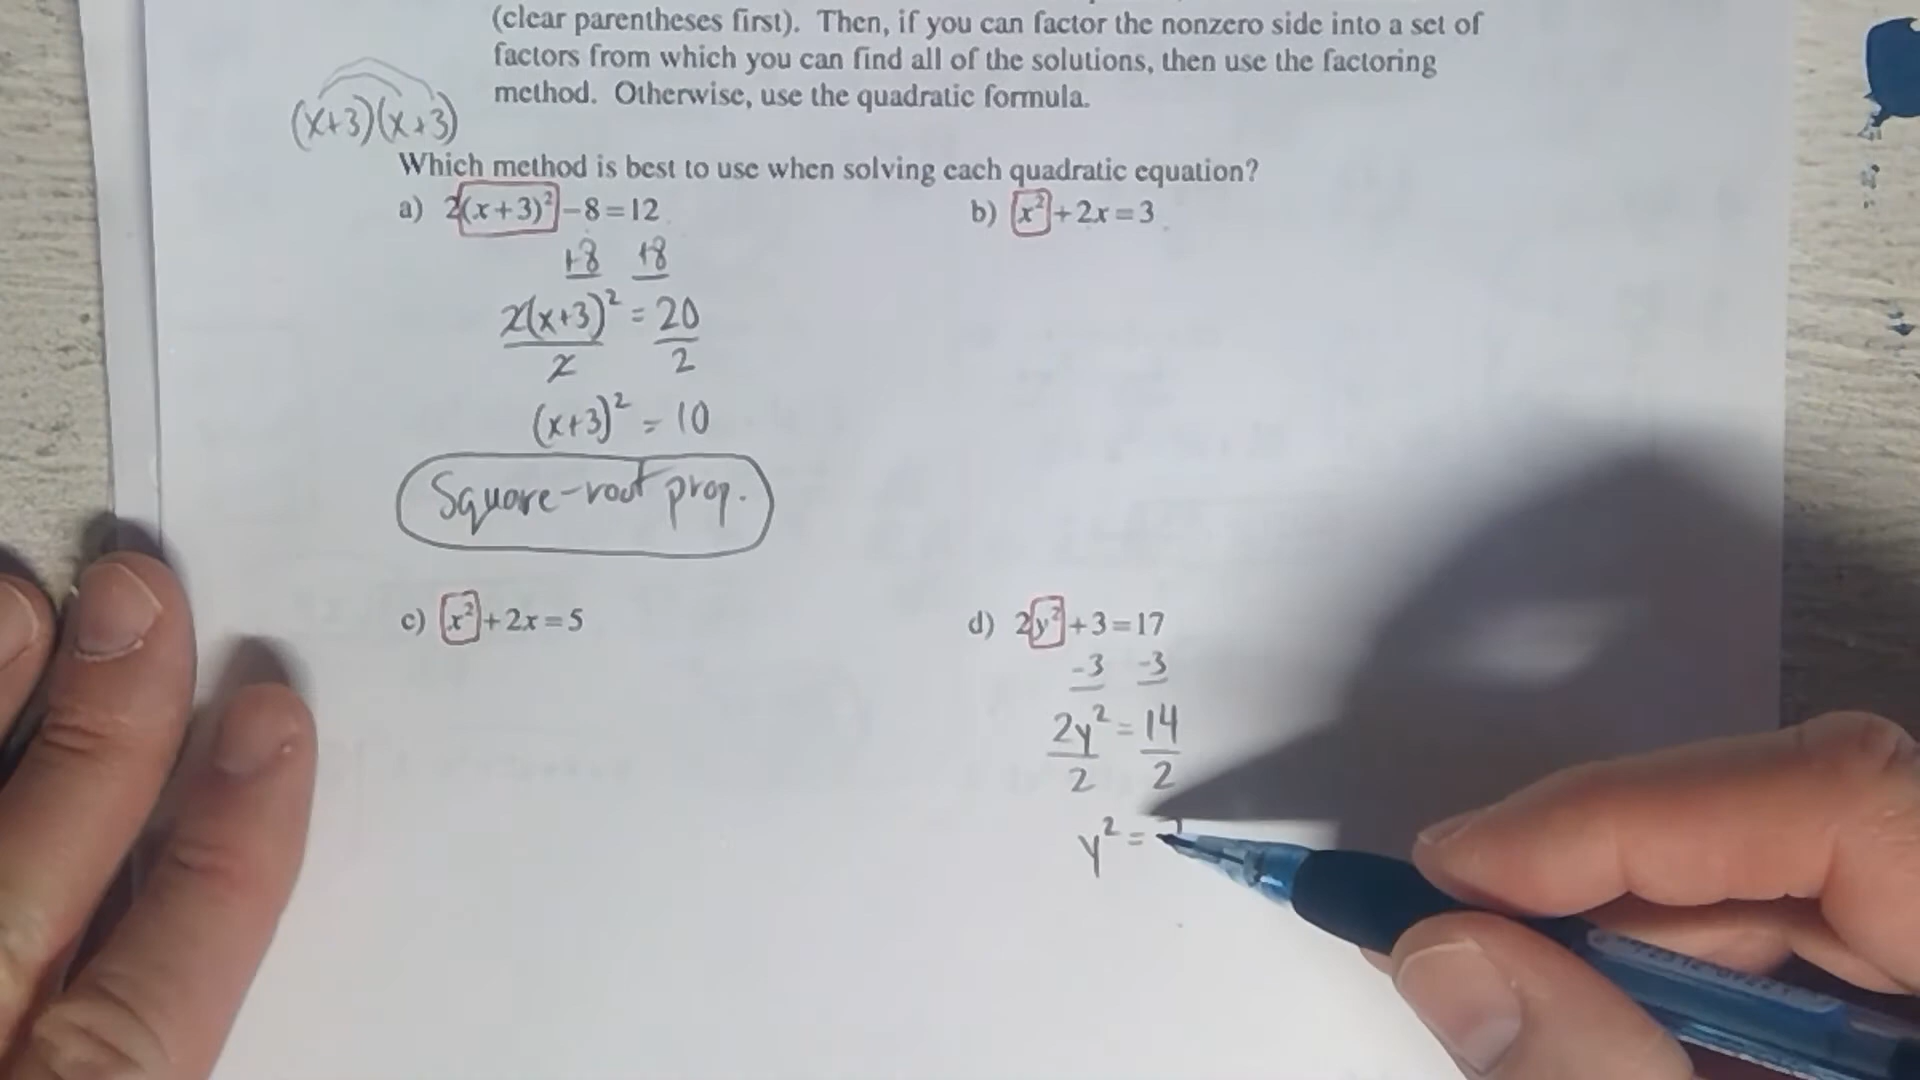 (clear parentheses first). Then, if you can factor the nonzero side into a set of
factors from which you can find all of the solutions, then use the factoring
method. Otherwise, use the quadratic formula.
(x+3)(x+3)
Which method is best to use when solving each quadratic equation?
a) 2(x+3)²−8=12
+8 +8
2(x+3)² = 20
2 2
(x+3)² = 10
Square-root prop.
b) x²+2x=3
c) x²+2x=5
d) 2y²+3=17
-3 -3
2y² = 14
2 2
y² =